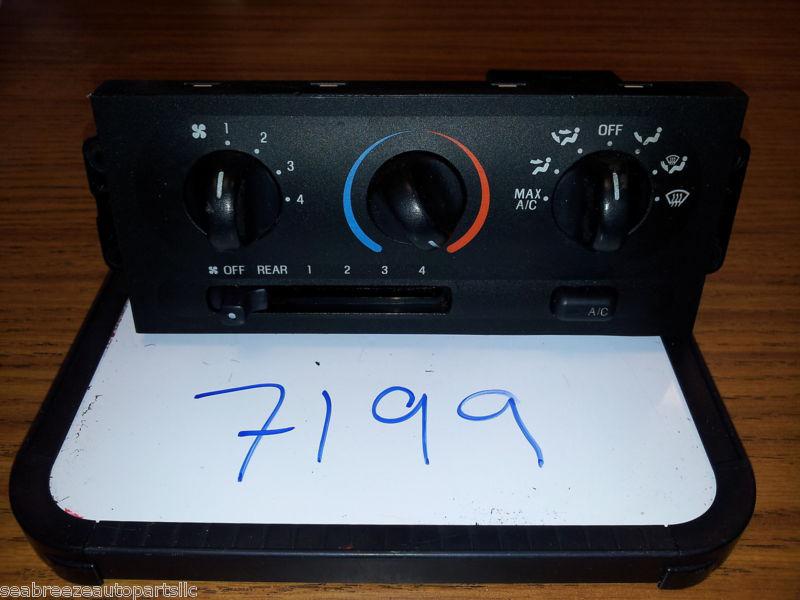 1 2 3 4
OFF
MAX
A/C
OFF REAR 1 2 3 4
A/C
7199
seabreezeautopartsllc